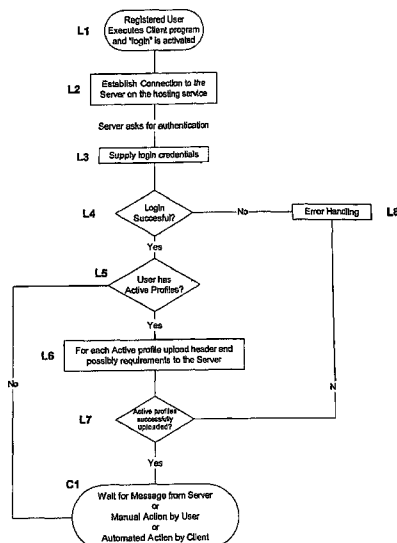 L1
Registered User
Executes Client program
and "login" is activated
L2
Establish Connection to the
Server on the hosting service
Server asks for authentication
L3
Supply login credentials
L4
Login
Succesful?
No
Error Handling
L8
Yes
L5
User has
Active Profiles?
Yes
L6
For each Active profile upload header and
possibly requirements to the Server
No
N
L7
Active profiles
successfully
uploaded?
Yes
C1
Wait for Message from Server
or
Manual Action by User
or
Automated Action by Client